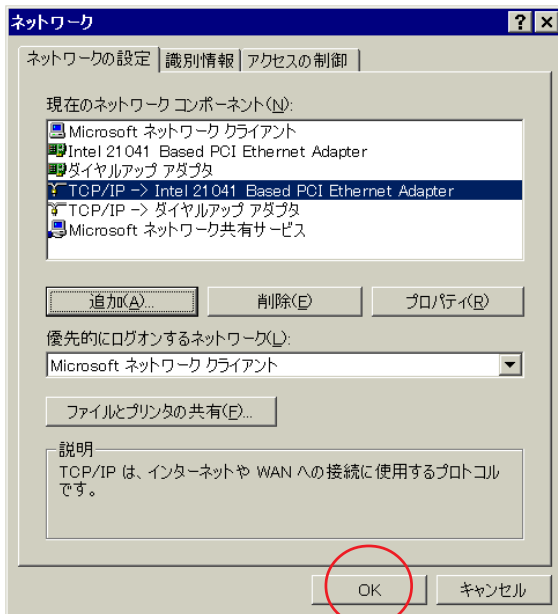 ネットワーク
ネットワークの設定 識別情報 アクセスの制御
現在のネットワーク コンポーネント(N):
Microsoft ネットワーク クライアント
Intel 21041 Based PCI Ethernet Adapter
ダイヤルアップ アダプタ
TCP/IP -> Intel 21041 Based PCI Ethernet Adapter
TCP/IP -> ダイヤルアップ アダプタ
Microsoft ネットワーク共有サービス
追加(A)... 削除(E) プロパティ(R)
優先的にログオンするネットワーク(L):
Microsoft ネットワーク クライアント
ファイルとプリンタの共有(F)...
説明
TCP/IP は、インターネットや WAN への接続に使用するプロトコル
です。
OK キャンセル